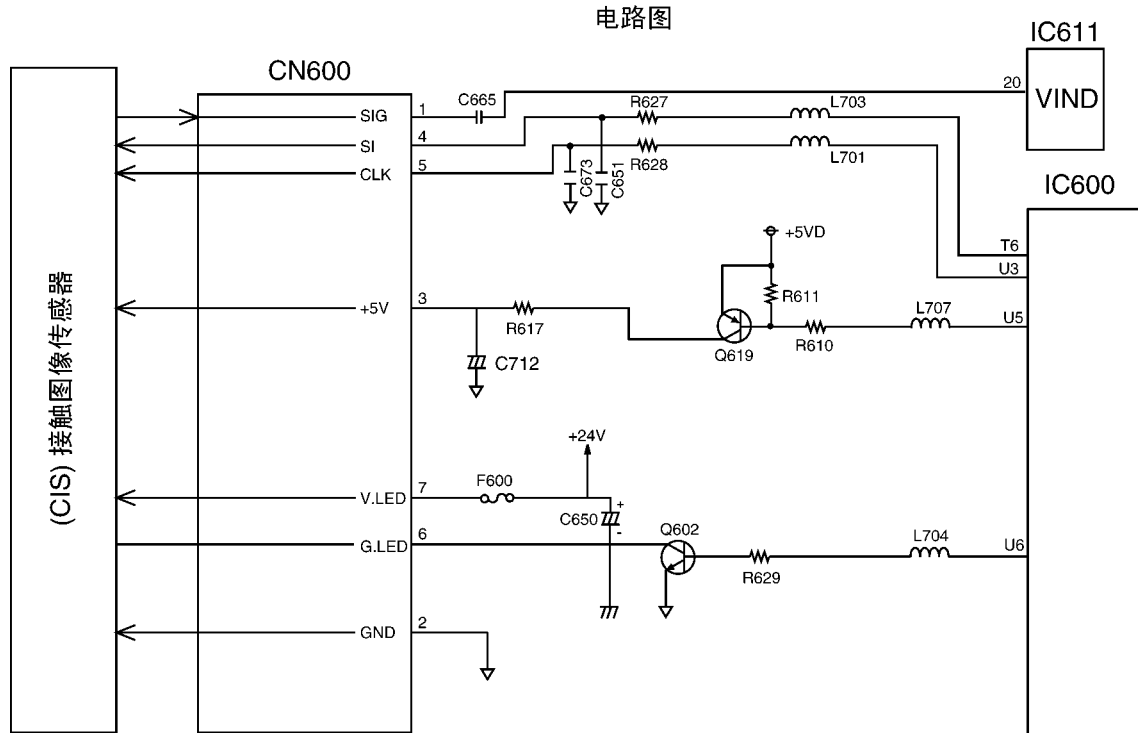 电路图
IC611
CN600
20
VIND
SIG
1
C665
R627
L703
SI
4
CLK
5
R628
L701
C673
C651
IC600
(CIS) 接触图像传感器
+5VD
T6
U3
R611
+5V
3
R617
L707
U5
Q619
R610
C712
+24V
F600
V.LED
7
C650
+
-
G.LED
6
Q602
L704
U6
R629
GND
2